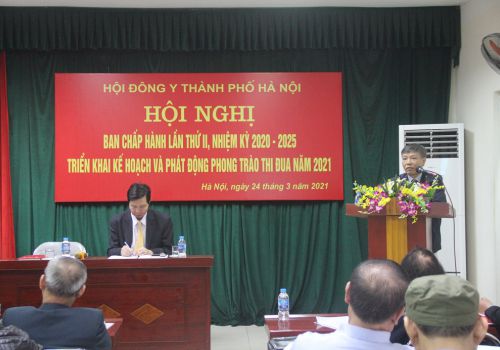 HỘI ĐÔNG Y THÀNH PHỐ HÀ NỘI
HỘI NGHỊ
BAN CHẤP HÀNH LẦN THỨ II, NHIỆM KỲ 2020 - 2025
TRIỂN KHAI KẾ HOẠCH VÀ PHÁT ĐỘNG PHONG TRÀO THI ĐUA NĂM 2021
Hà Nội, ngày 24 tháng 3 năm 2021